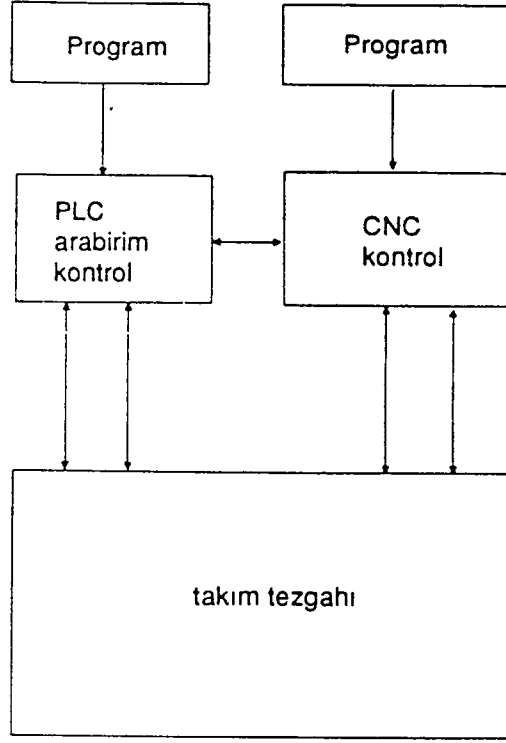 Program
Program
PLC
arabirim
kontrol
CNC
kontrol
takım tezgahı